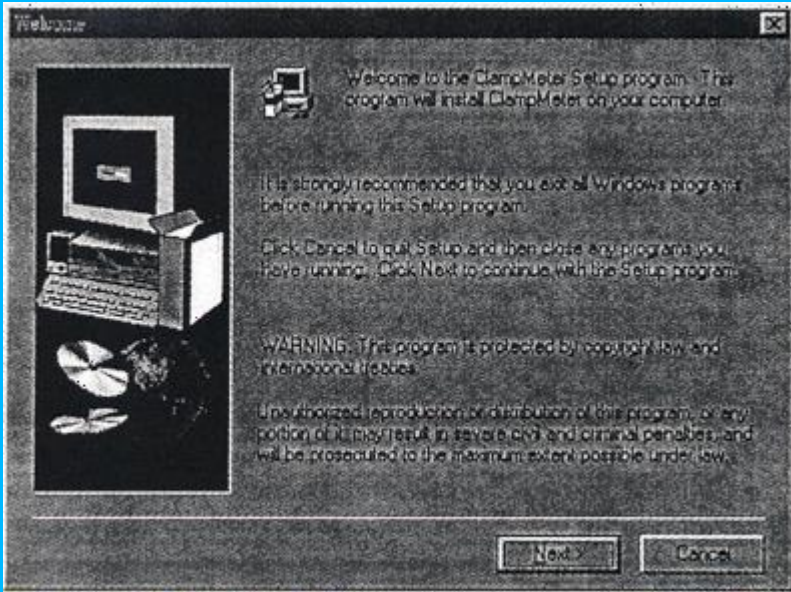 Welcome
Welcome to the ClampMeter Setup program. This
program will install ClampMeter on your computer.
It is strongly recommended that you exit all Windows programs
before running this Setup program.
Click Cancel to quit Setup and then close any programs you
have running. Click Next to continue with the Setup program.
WARNING: This program is protected by copyright law and
international treaties.
Unauthorized reproduction or distribution of this program, or any
portion of it, may result in severe civil and criminal penalties, and
will be prosecuted to the maximum extent possible under law.
Next >
Cancel